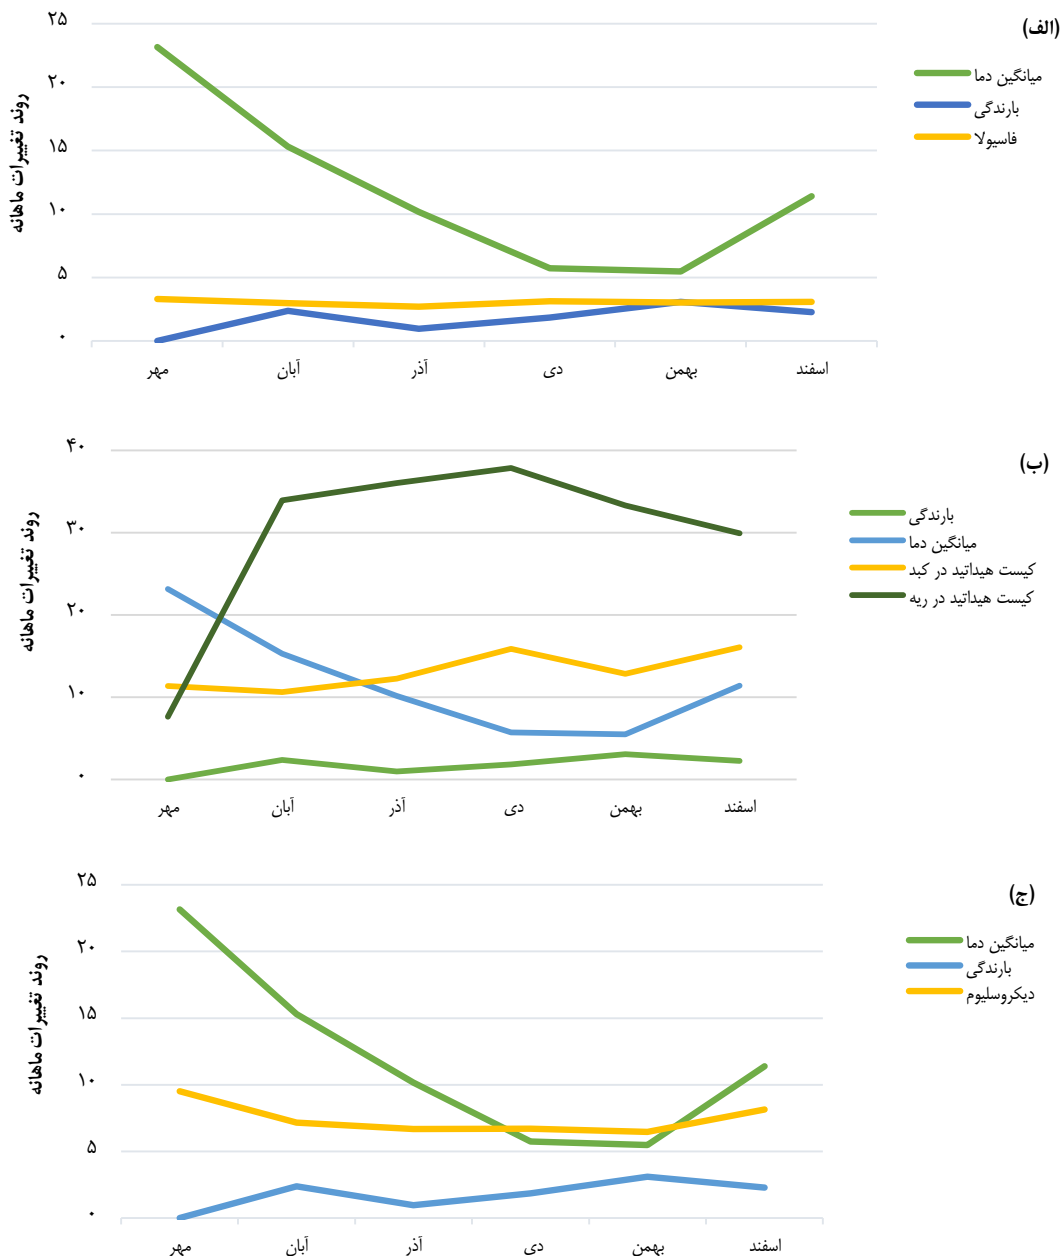 (الف)
میانگین دما
بارندگی
فاسیولا
روند تغییرات ماهانه
۲۵
۲۰
۱۵
۱۰
۵
۰
مهر آبان آذر دی بهمن اسفند
(ب)
بارندگی
میانگین دما
کیست هیداتید در کبد
کیست هیداتید در ریه
روند تغییرات ماهانه
۴۰
۳۰
۲۰
۱۰
۰
مهر آبان آذر دی بهمن اسفند
(ج)
میانگین دما
بارندگی
دیکروسلیوم
روند تغییرات ماهانه
۲۵
۲۰
۱۵
۱۰
۵
۰
مهر آبان آذر دی بهمن اسفند